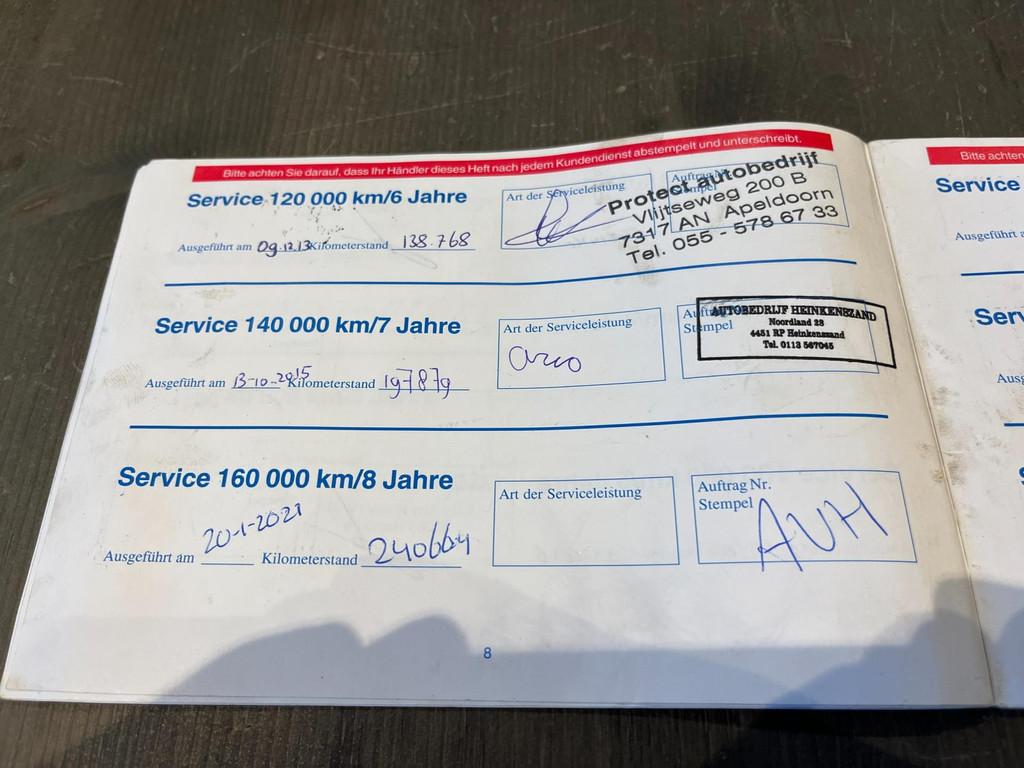 Bitte achten Sie darauf, dass Ihr Händler dieses Heft nach jedem Kundendienst abstempelt und unterschreibt.
Service 120 000 km/6 Jahre
Ausgeführt am 09.12.13 Kilometerstand 138.768
Art der Serviceleistung
Auftrag Nr.
Stempel
Protect autobedrijf
Vlijtseweg 200 B
7317 AN Apeldoorn
Tel. 055 - 578 67 33
Service 140 000 km/7 Jahre
Ausgeführt am 13-10-2015 Kilometerstand 197879
Art der Serviceleistung
Stempel
AUTOBEDRIJF HEINKENSZAND
Noordland 28
4451 RP Heinkenszand
Tel. 0113 567045
Service 160 000 km/8 Jahre
Ausgeführt am 20-1-2021 Kilometerstand 240664
Art der Serviceleistung
Auftrag Nr.
Stempel
AVH
8
Bitte achten
Service
Ausgeführt